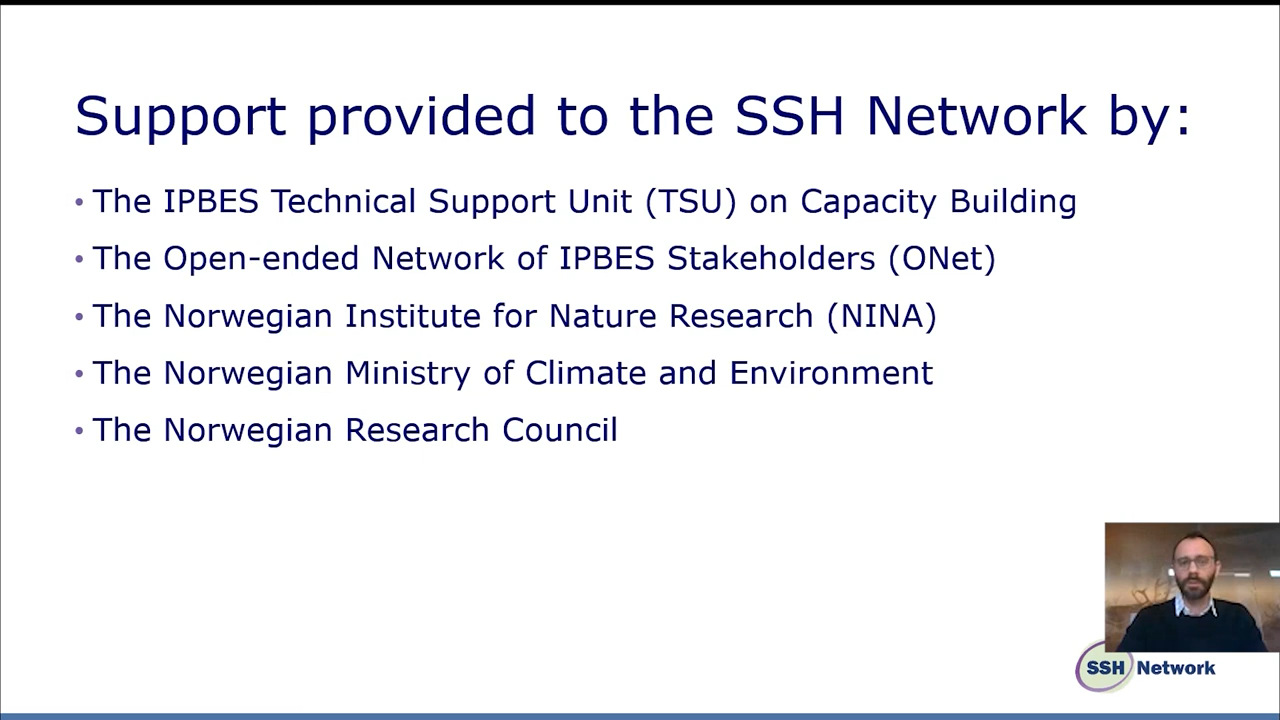 Support provided to the SSH Network by:
• The IPBES Technical Support Unit (TSU) on Capacity Building
• The Open-ended Network of IPBES Stakeholders (ONet)
• The Norwegian Institute for Nature Research (NINA)
• The Norwegian Ministry of Climate and Environment
• The Norwegian Research Council
SSH Network